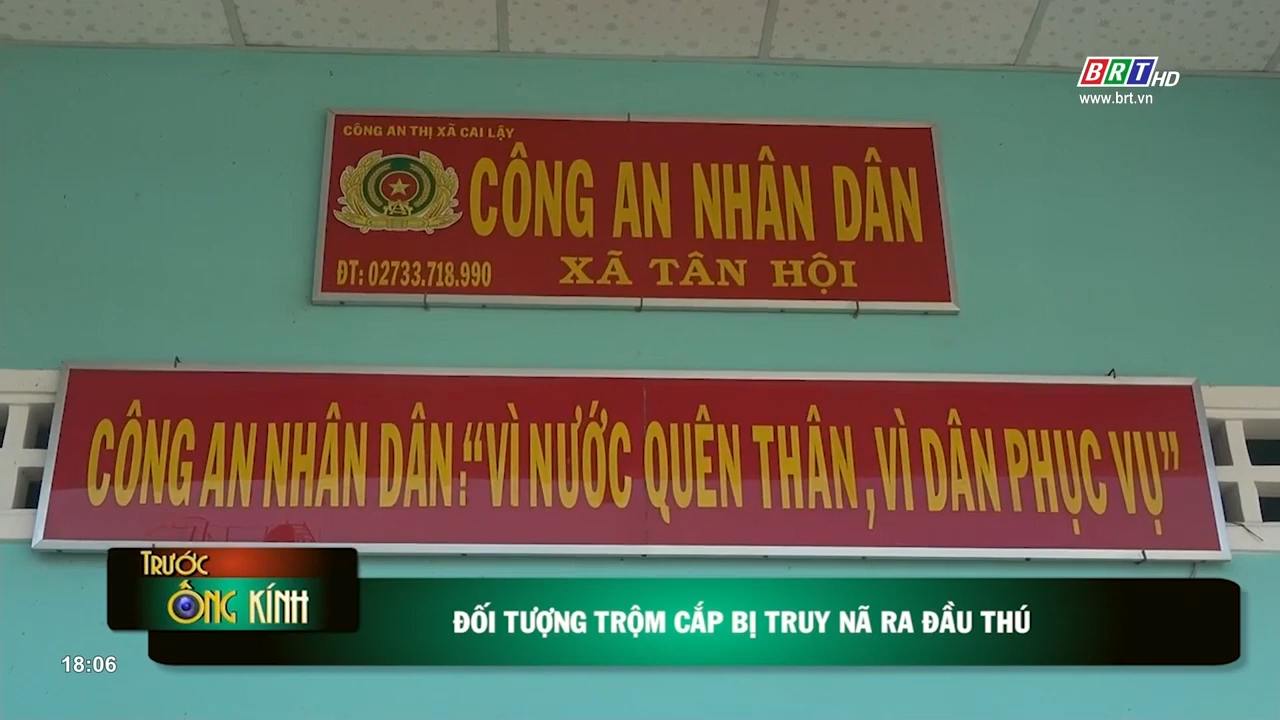 BRT HD
www.brt.vn
CÔNG AN THỊ XÃ CAI LẬY
CÔNG AN NHÂN DÂN
ĐT: 02733.718.990
XÃ TÂN HỘI
CÔNG AN NHÂN DÂN: “VÌ NƯỚC QUÊN THÂN, VÌ DÂN PHỤC VỤ”
TRƯỚC
ỐNG KÍNH
ĐỐI TƯỢNG TRỘM CẮP BỊ TRUY NÃ RA ĐẦU THÚ
18:06